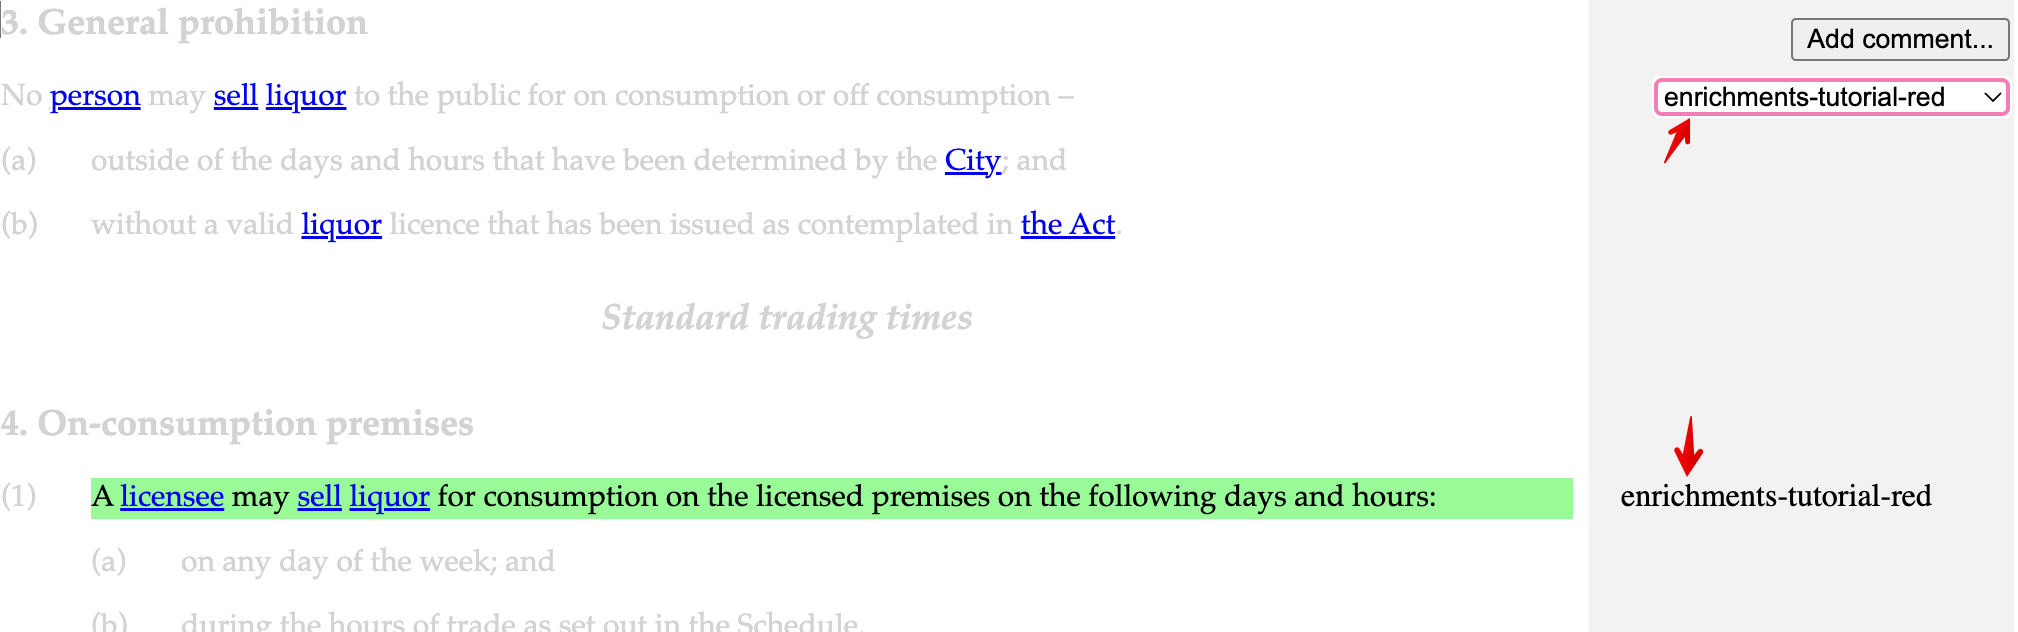 3. General prohibition
Add comment...
No person may sell liquor to the public for on consumption or off consumption –
enrichments-tutorial-red
(a) outside of the days and hours that have been determined by the City; and
(b) without a valid liquor licence that has been issued as contemplated in the Act.
Standard trading times
4. On-consumption premises
(1) A licensee may sell liquor for consumption on the licensed premises on the following days and hours:
enrichments-tutorial-red
(a) on any day of the week; and
(b) during the hours of trade as set out in the Schedule.